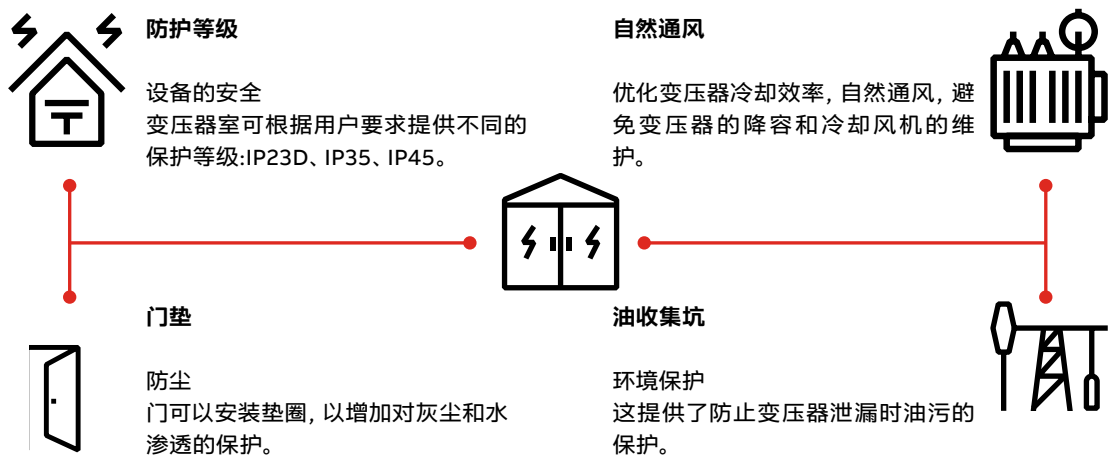 防护等级
设备的安全
变压器室可根据用户要求提供不同的
保护等级:IP23D、IP35、IP45。
自然通风
优化变压器冷却效率, 自然通风, 避
免变压器的降容和冷却风机的维
护。
门垫
防尘
门可以安装垫圈, 以增加对灰尘和水
渗透的保护。
油收集坑
环境保护
这提供了防止变压器泄漏时油污的
保护。